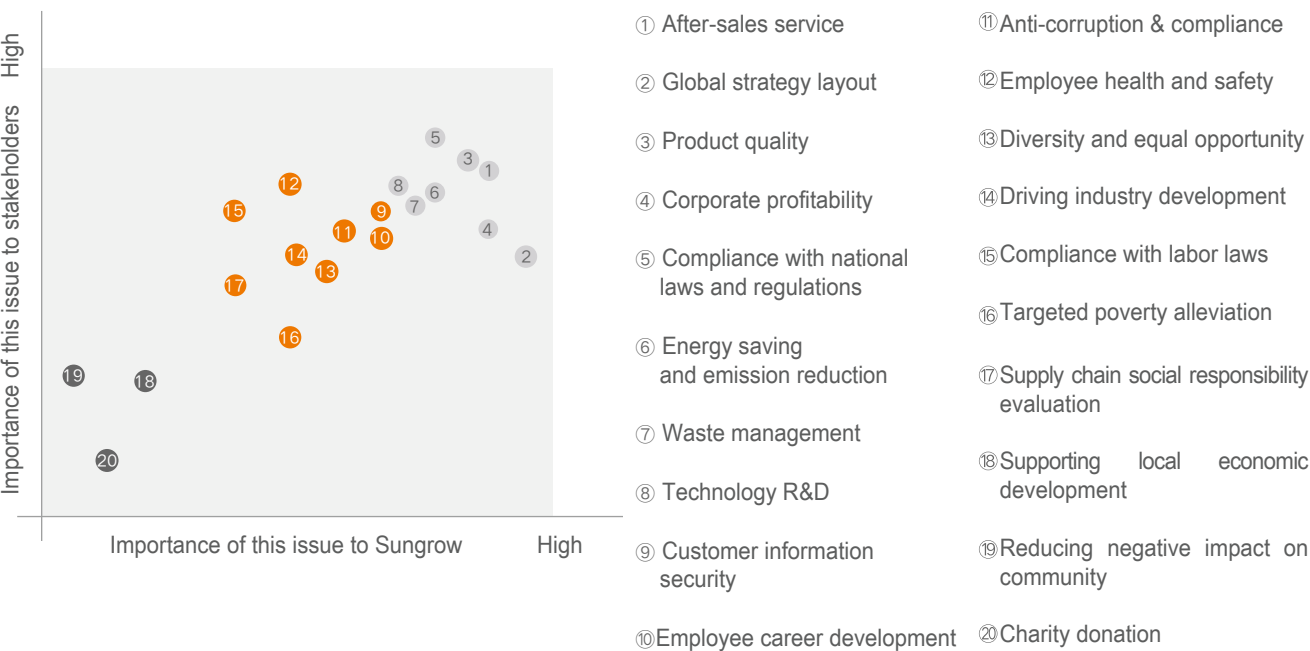 High
Importance of this issue to stakeholders
5
3
1
12
8
6
15
9
7
11
10
4
14
2
13
17
16
19
18
20
Importance of this issue to Sungrow
High
① After-sales service
② Global strategy layout
③ Product quality
④ Corporate profitability
⑤ Compliance with national
laws and regulations
⑥ Energy saving
and emission reduction
⑦ Waste management
⑧ Technology R&D
⑨ Customer information
security
⑩Employee career development
⑪Anti-corruption & compliance
⑫Employee health and safety
⑬Diversity and equal opportunity
⑭Driving industry development
⑮Compliance with labor laws
⑯Targeted poverty alleviation
⑰Supply chain social responsibility
evaluation
⑱Supporting local economic
development
⑲Reducing negative impact on
community
⑳Charity donation